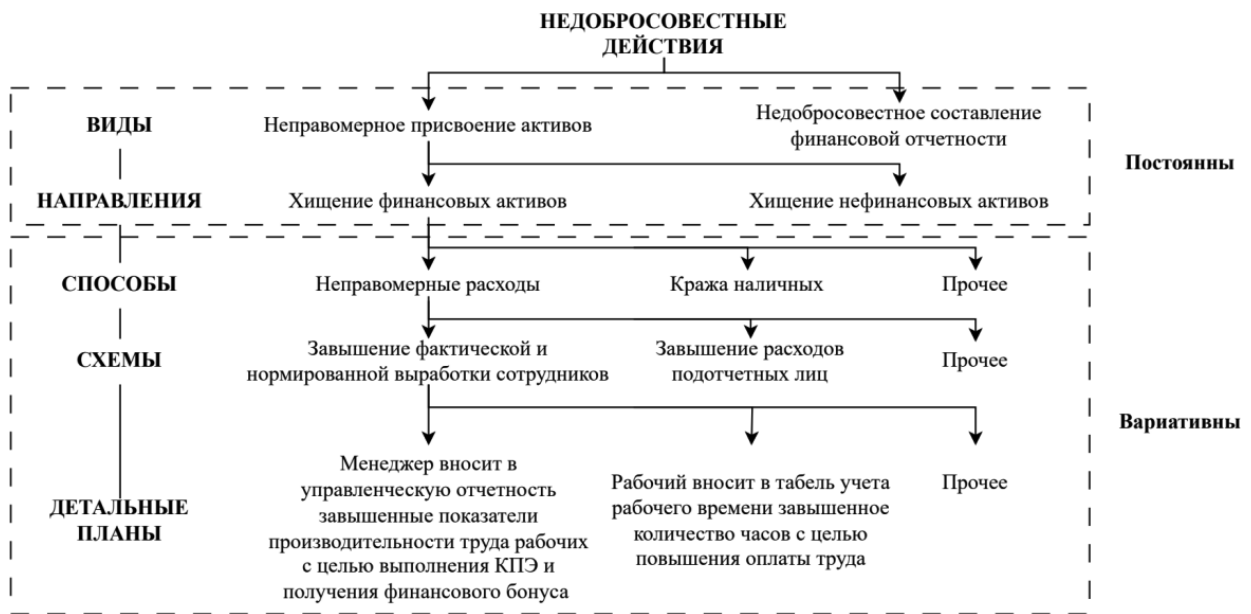 НЕДОБРОСОВЕСТНЫЕ
ДЕЙСТВИЯ
ВИДЫ
Неправомерное присвоение активов
Недобросовестное составление
финансовой отчетности
Постоянны
НАПРАВЛЕНИЯ
Хищение финансовых активов
Хищение нефинансовых активов
СПОСОБЫ
Неправомерные расходы
Кража наличных
Прочее
СХЕМЫ
Завышение фактической и
нормированной выработки сотрудников
Завышение расходов
подотчетных лиц
Прочее
Вариативны
ДЕТАЛЬНЫЕ
ПЛАНЫ
Менеджер вносит в
управленческую отчетность
завышенные показатели
производительности труда рабочих
с целью выполнения КПЭ и
получения финансового бонуса
Рабочий вносит в табель учета
рабочего времени завышенное
количество часов с целью
повышения оплаты труда
Прочее